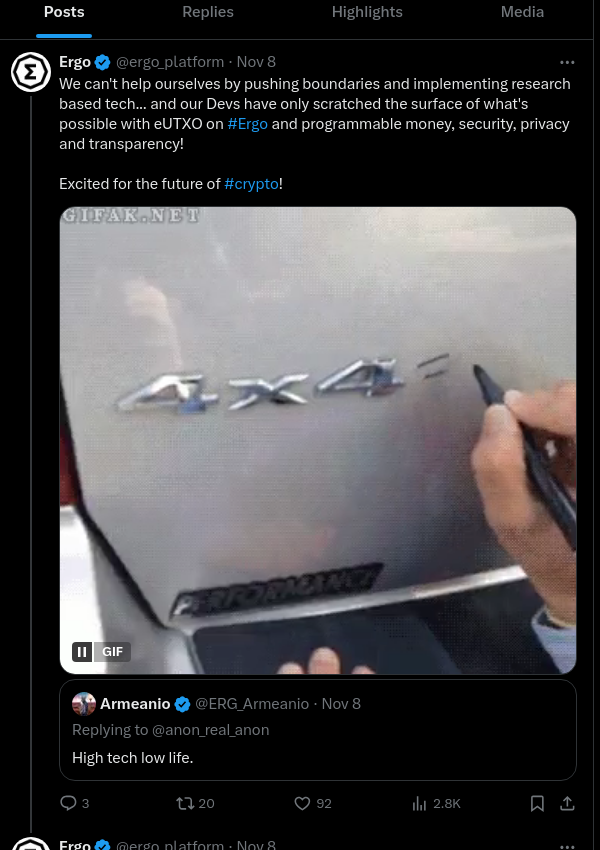 Posts Replies Highlights Media
Ergo @ergo_platform · Nov 8
We can't help ourselves by pushing boundaries and implementing research
based tech... and our Devs have only scratched the surface of what's
possible with eUTXO on #Ergo and programmable money, security, privacy
and transparency!
Excited for the future of #crypto!
GIFAK.NET
4x4=
PERFORMANCE
GIF
Armeanio @ERG_Armeanio · Nov 8
Replying to @anon_real_anon
High tech low life.
3 20 92 2.8K
Ergo @ergo_platform · Nov 8